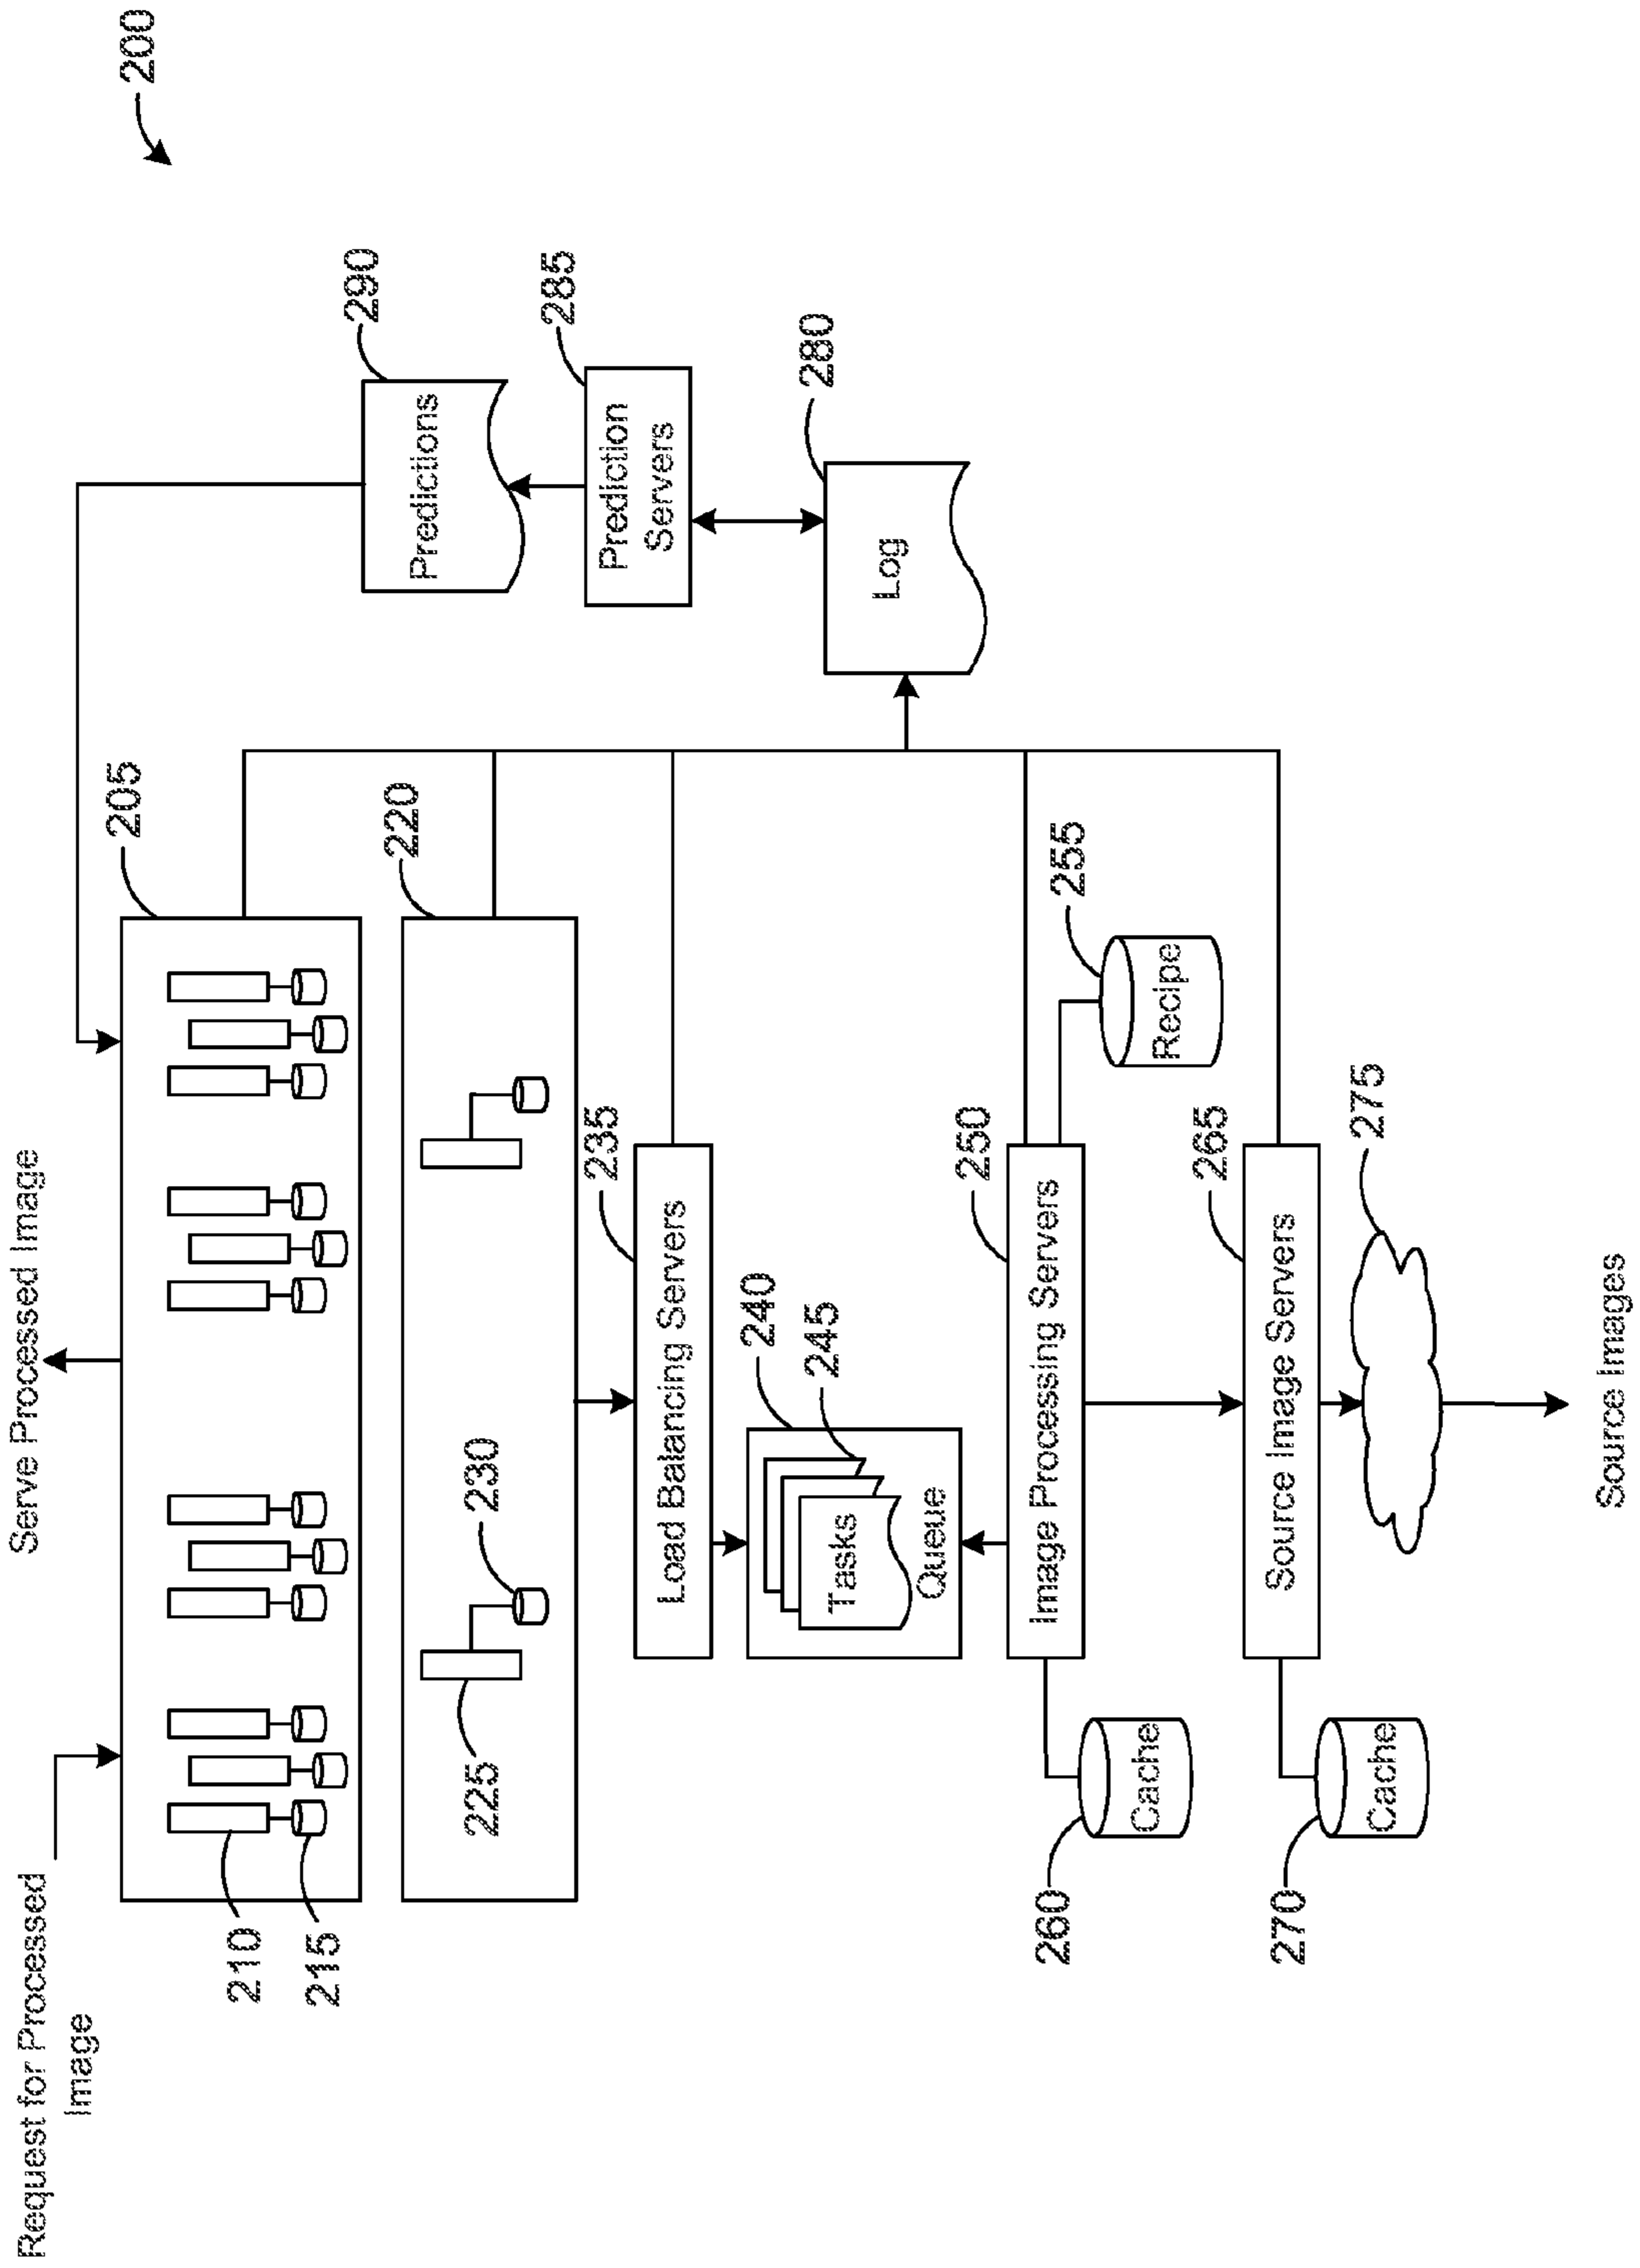 200
Request for Processed
Image
Serve Processed Image
205
210
215
220
225
230
235
Load Balancing Servers
240
245
Tasks
Queue
250
Image Processing Servers
255
Recipe
260
Cache
265
Source Image Servers
270
Cache
275
Source Images
290
Predictions
285
Prediction
Servers
280
Log